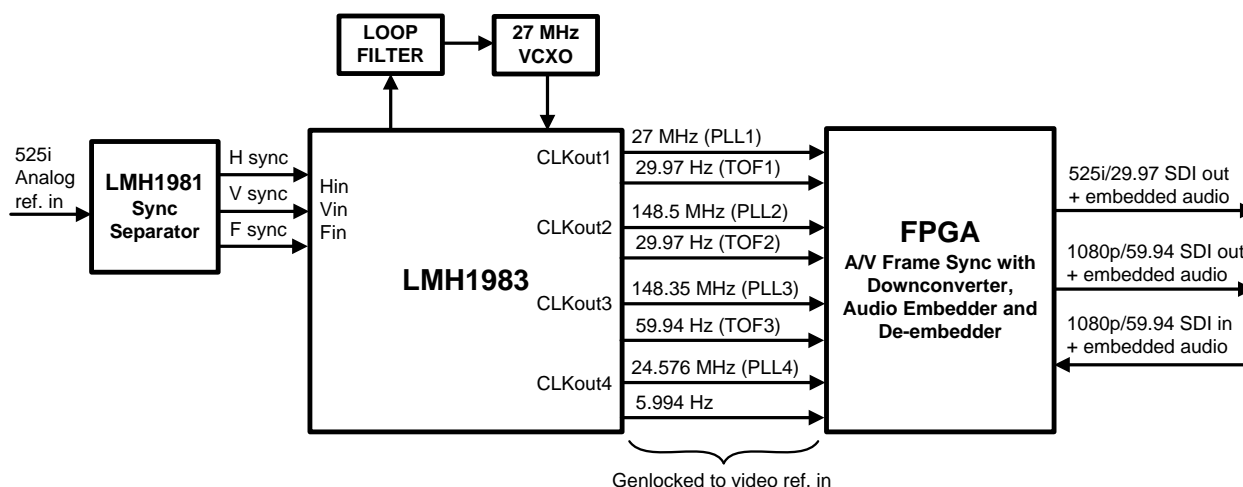 LOOP
FILTER
27 MHz
VCXO
525i
Analog
ref. in
LMH1981
Sync
Separator
H sync
V sync
F sync
Hin
Vin
Fin
LMH1983
CLKout1
CLKout2
CLKout3
CLKout4
27 MHz (PLL1)
29.97 Hz (TOF1)
148.5 MHz (PLL2)
29.97 Hz (TOF2)
148.35 MHz (PLL3)
59.94 Hz (TOF3)
24.576 MHz (PLL4)
5.994 Hz
FPGA
A/V Frame Sync with
Downconverter,
Audio Embedder and
De-embedder
525i/29.97 SDI out
+ embedded audio
1080p/59.94 SDI out
+ embedded audio
1080p/59.94 SDI in
+ embedded audio
Genlocked to video ref. in